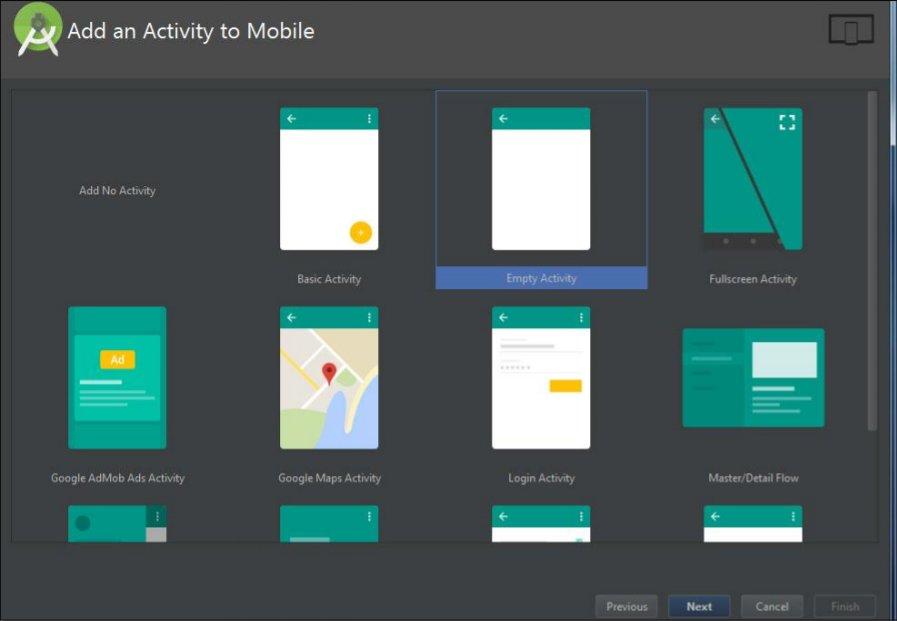 Add an Activity to Mobile
Add No Activity
Basic Activity
Empty Activity
Fullscreen Activity
Ad
Google AdMob Ads Activity
Google Maps Activity
Login Activity
Master/Detail Flow
Previous
Next
Cancel
Finish